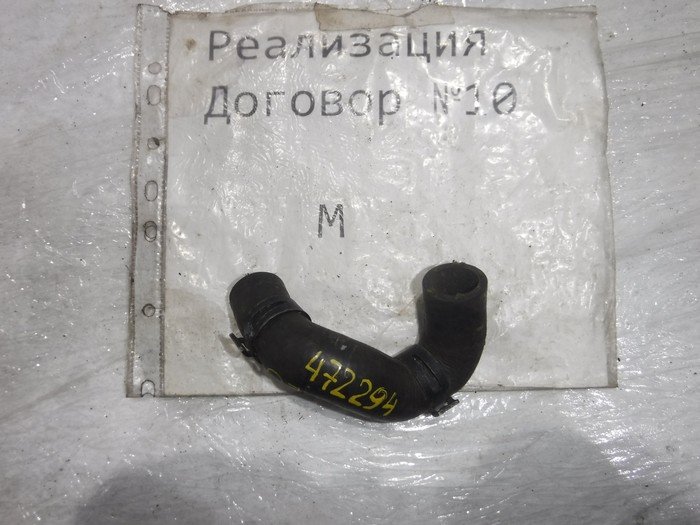 Реализация
Договор №10
М
472294